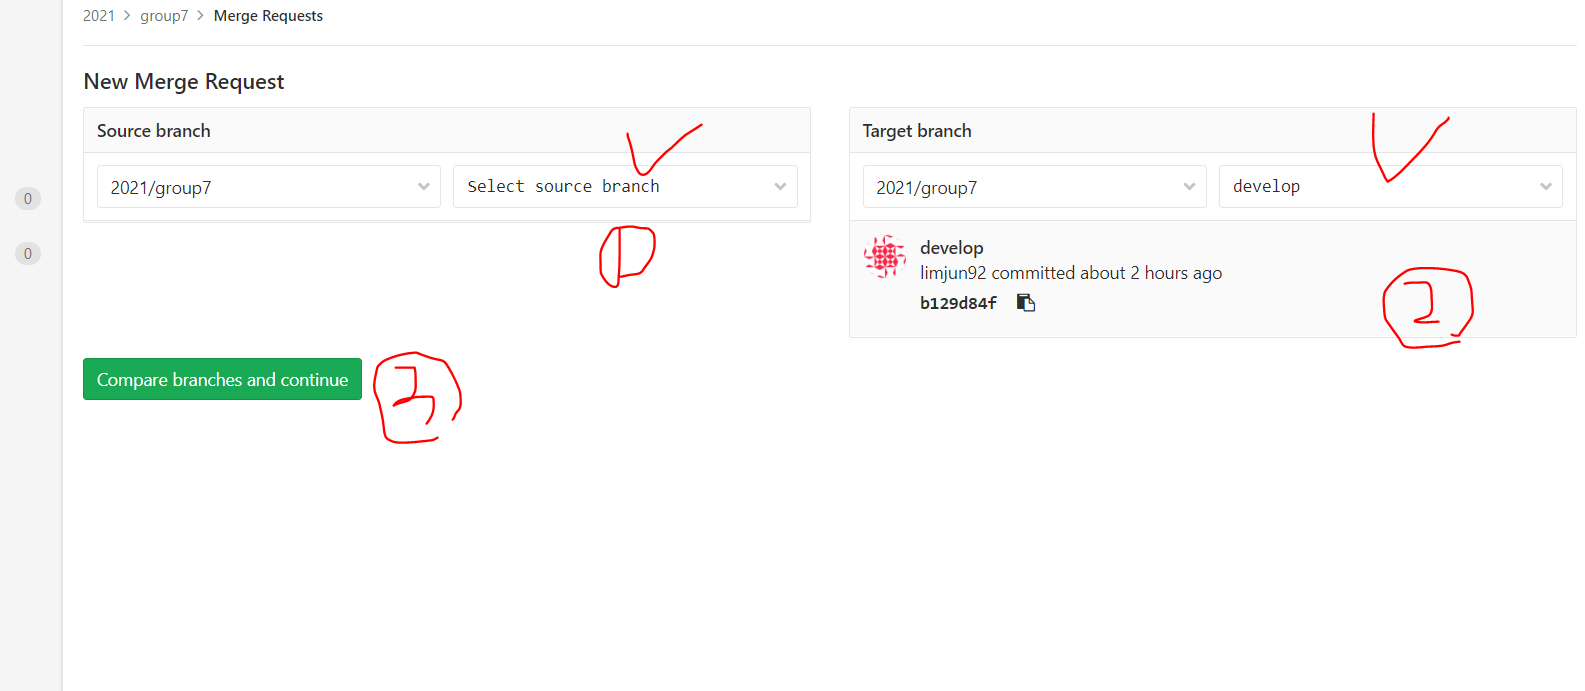 2021 > group7 > Merge Requests
New Merge Request
Source branch
2021/group7
Select source branch
1
Target branch
2021/group7
develop
develop
limjun92 committed about 2 hours ago
b129d84f
2
0
0
Compare branches and continue
3